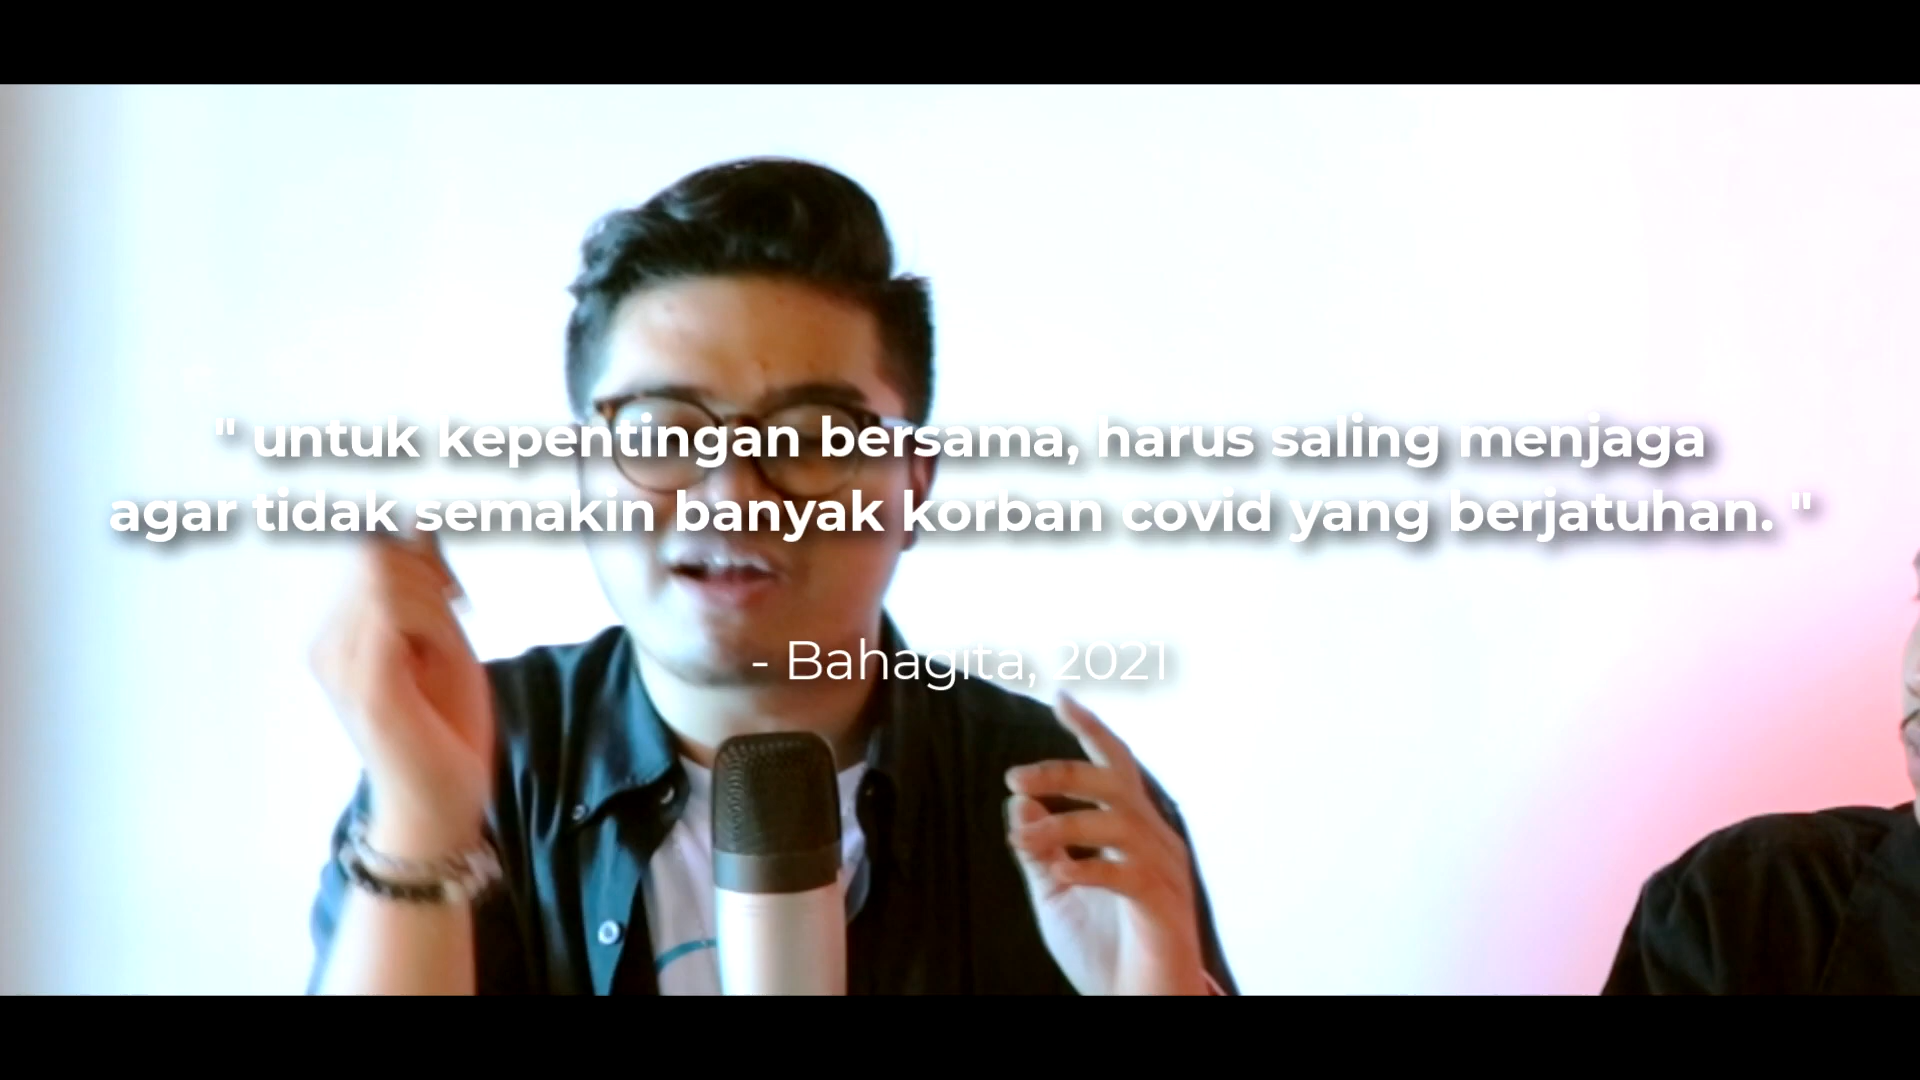 " untuk kepentingan bersama, harus saling menjaga
agar tidak semakin banyak korban covid yang berjatuhan. "
- Bahagita, 2021